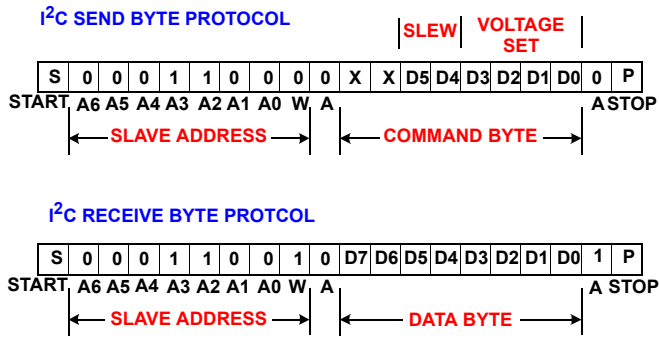 I²C SEND BYTE PROTOCOL
SLEW VOLTAGE SET
S 0 0 0 1 1 0 0 0 0 X X D5 D4 D3 D2 D1 D0 0 P
START A6 A5 A4 A3 A2 A1 A0 W A A STOP
SLAVE ADDRESS COMMAND BYTE
I²C RECEIVE BYTE PROTCOL
S 0 0 0 1 1 0 0 1 0 D7 D6 D5 D4 D3 D2 D1 D0 1 P
START A6 A5 A4 A3 A2 A1 A0 W A A STOP
SLAVE ADDRESS DATA BYTE